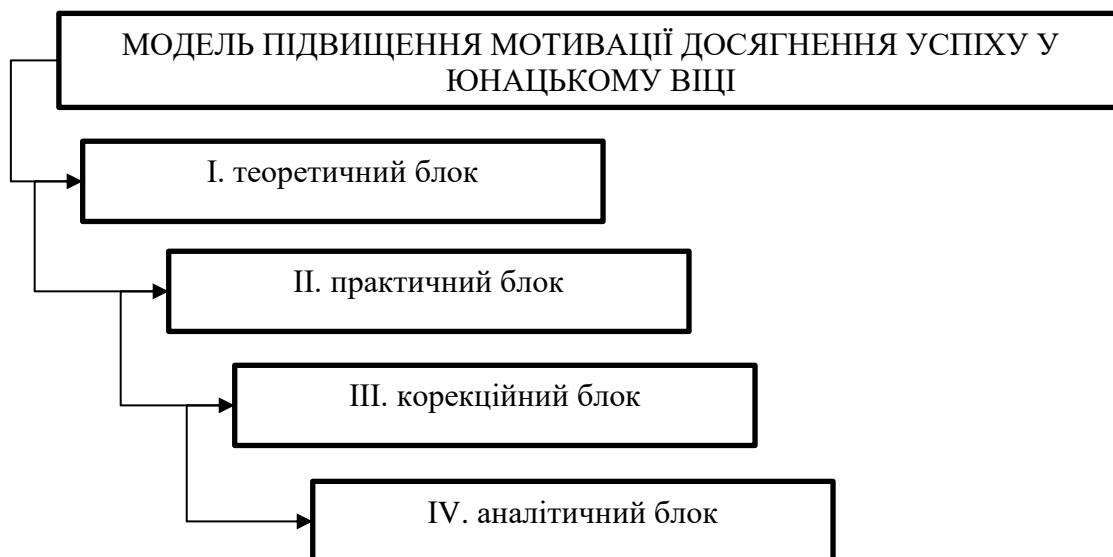 МОДЕЛЬ ПІДВИЩЕННЯ МОТИВАЦІЇ ДОСЯГНЕННЯ УСПІХУ У
ЮНАЦЬКОМУ ВІЦІ
І. теоретичний блок
ІІ. практичний блок
ІІІ. корекційний блок
IV. аналітичний блок